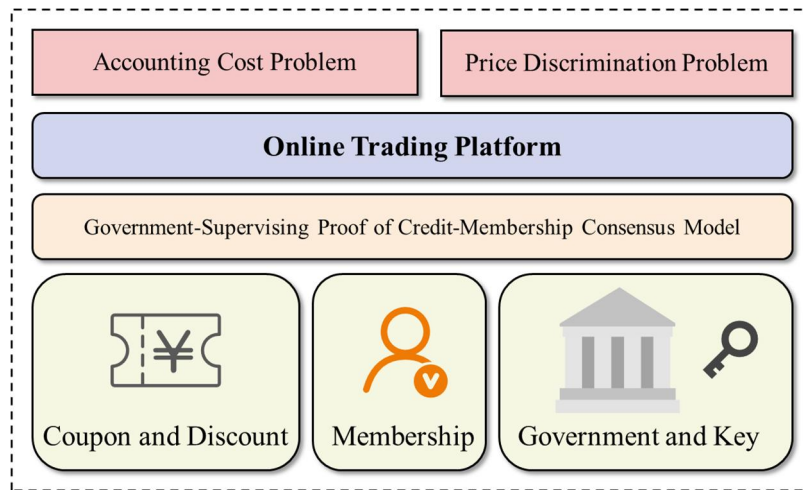 Accounting Cost Problem
Price Discrimination Problem
Online Trading Platform
Government-Supervising Proof of Credit-Membership Consensus Model
¥
V
Coupon and Discount
Membership
Government and Key